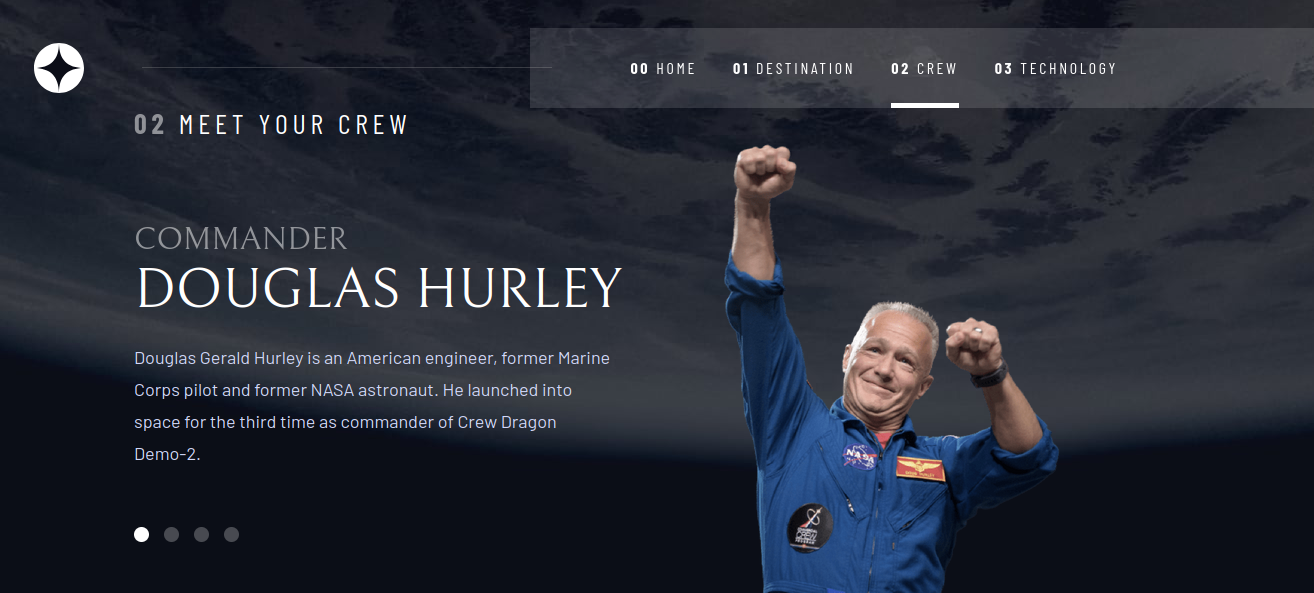 00 HOME 01 DESTINATION 02 CREW 03 TECHNOLOGY
02 MEET YOUR CREW
COMMANDER
DOUGLAS HURLEY
Douglas Gerald Hurley is an American engineer, former Marine
Corps pilot and former NASA astronaut. He launched into
space for the third time as commander of Crew Dragon
Demo-2.
NASA
CREW